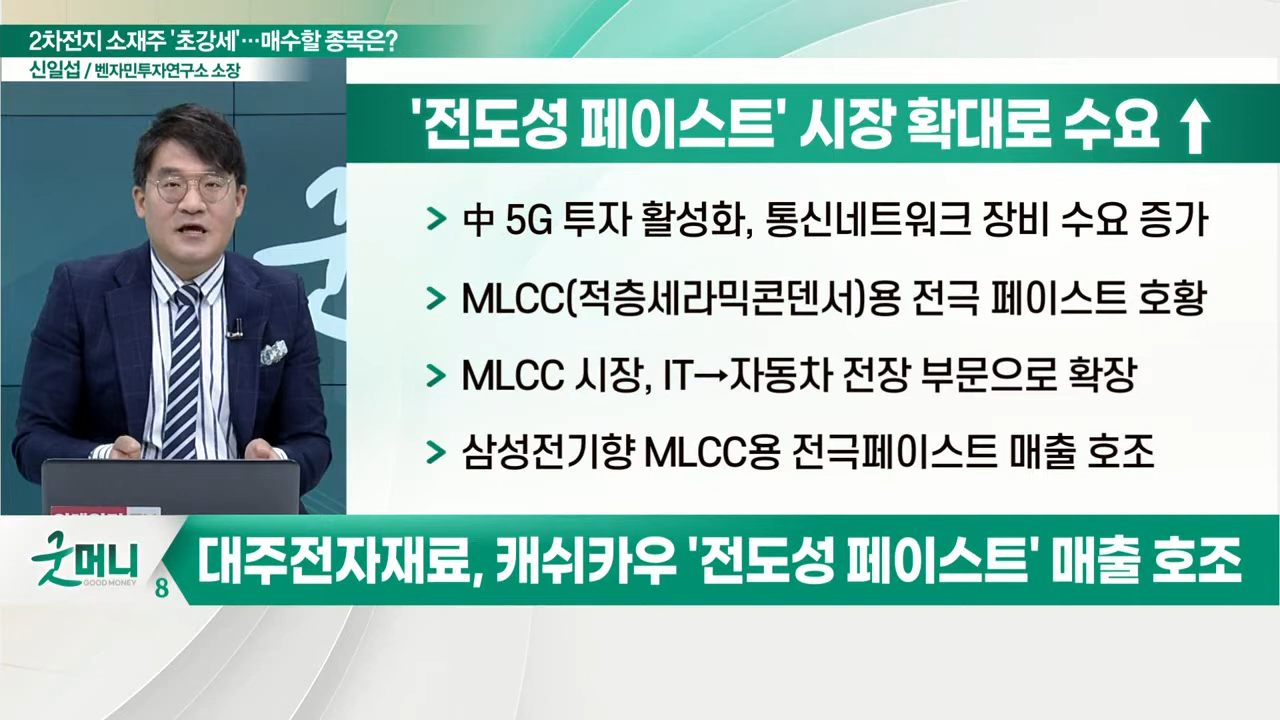 2차전지 소재주 '초강세'…매수할 종목은?
신일섭 / 벤자민투자연구소 소장
'전도성 페이스트' 시장 확대로 수요 ↑
> 中 5G 투자 활성화, 통신네트워크 장비 수요 증가
> MLCC(적층세라믹콘덴서)용 전극 페이스트 호황
> MLCC 시장, IT→자동차 전장 부문으로 확장
> 삼성전기향 MLCC용 전극페이스트 매출 호조
굿머니
GOOD MONEY
8
대주전자재료, 캐쉬카우 '전도성 페이스트' 매출 호조